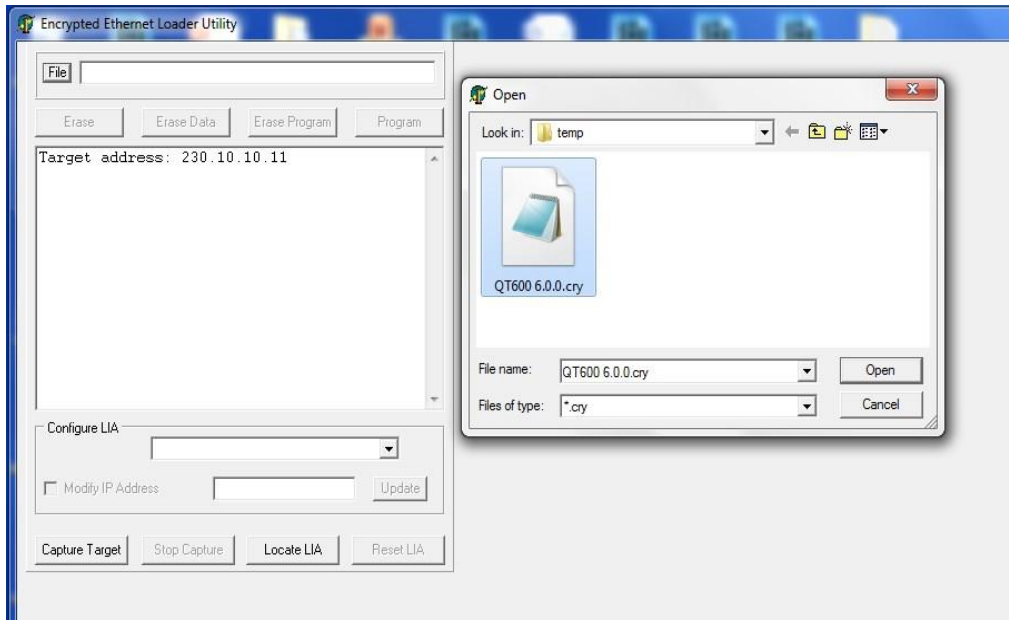 Encrypted Ethernet Loader Utility
File
Erase
Erase Data
Erase Program
Program
Target address: 230.10.10.11
Configure LIA
Modify IP Address
Update
Capture Target
Stop Capture
Locate LIA
Reset LIA
Open
Look in:
temp
QT600 6.0.0.cry
File name:
QT600 6.0.0.cry
Open
Files of type:
*.cry
Cancel